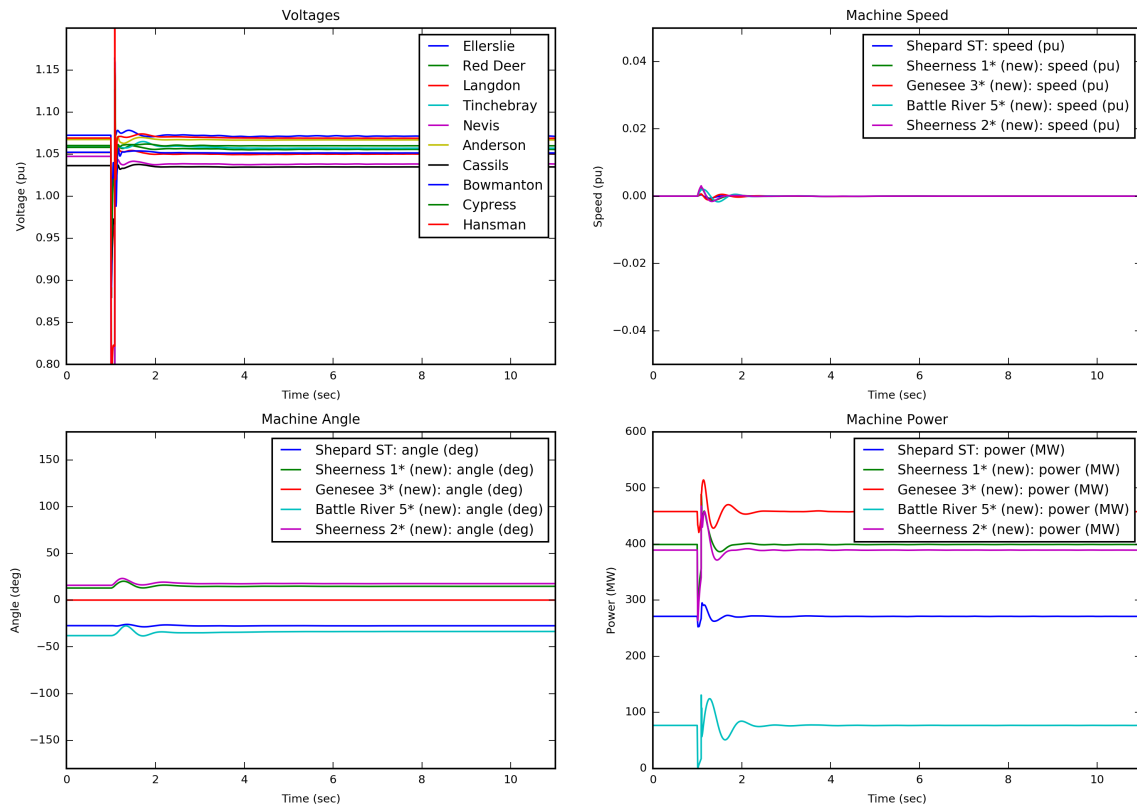 Voltages
Voltage (pu)
1.15
1.10
1.05
1.00
0.95
0.90
0.85
0.80
0
2
4
6
8
10
Time (sec)
Ellerslie
Red Deer
Langdon
Tinchebray
Nevis
Anderson
Cassils
Bowmanton
Cypress
Hansman
Machine Speed
Speed (pu)
0.04
0.02
0.00
−0.02
−0.04
0
2
4
6
8
10
Time (sec)
Shepard ST: speed (pu)
Sheerness 1* (new): speed (pu)
Genesee 3* (new): speed (pu)
Battle River 5* (new): speed (pu)
Sheerness 2* (new): speed (pu)
Machine Angle
Angle (deg)
150
100
50
0
−50
−100
−150
0
2
4
6
8
10
Time (sec)
Shepard ST: angle (deg)
Sheerness 1* (new): angle (deg)
Genesee 3* (new): angle (deg)
Battle River 5* (new): angle (deg)
Sheerness 2* (new): angle (deg)
Machine Power
Power (MW)
600
500
400
300
200
100
0
0
2
4
6
8
10
Time (sec)
Shepard ST: power (MW)
Sheerness 1* (new): power (MW)
Genesee 3* (new): power (MW)
Battle River 5* (new): power (MW)
Sheerness 2* (new): power (MW)